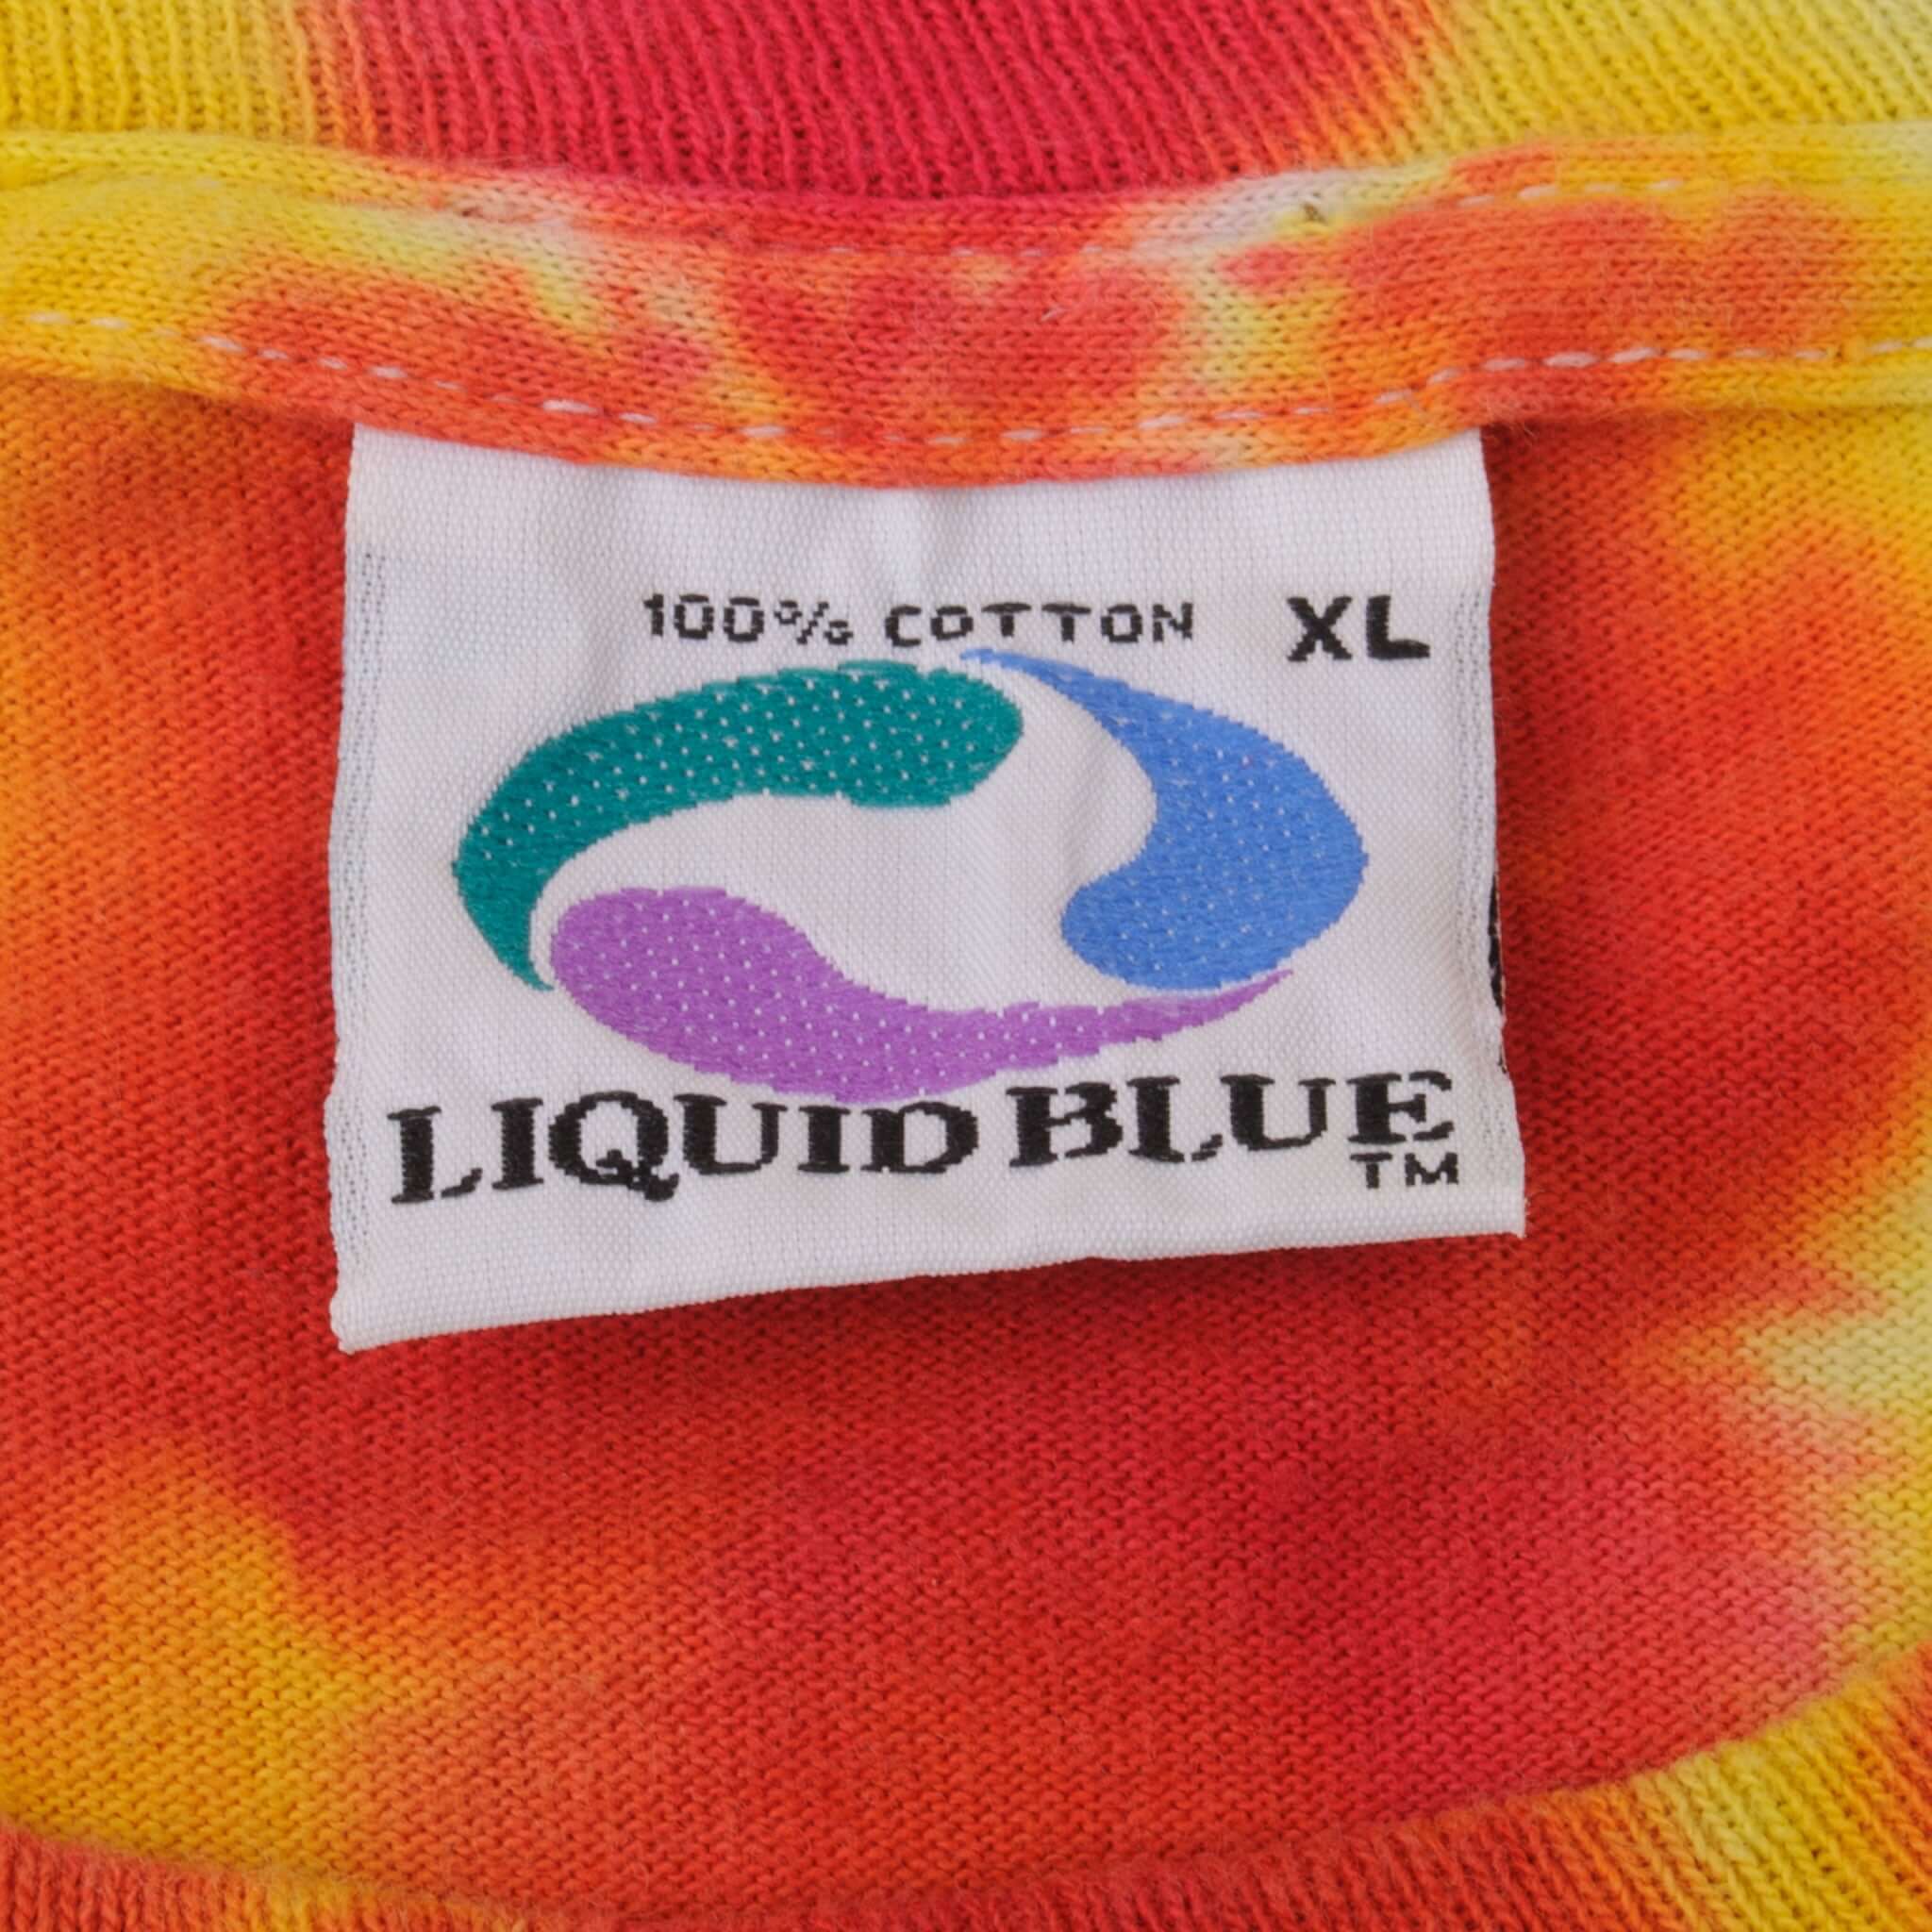 100% COTTON XL
LIQUID BLUE
TM